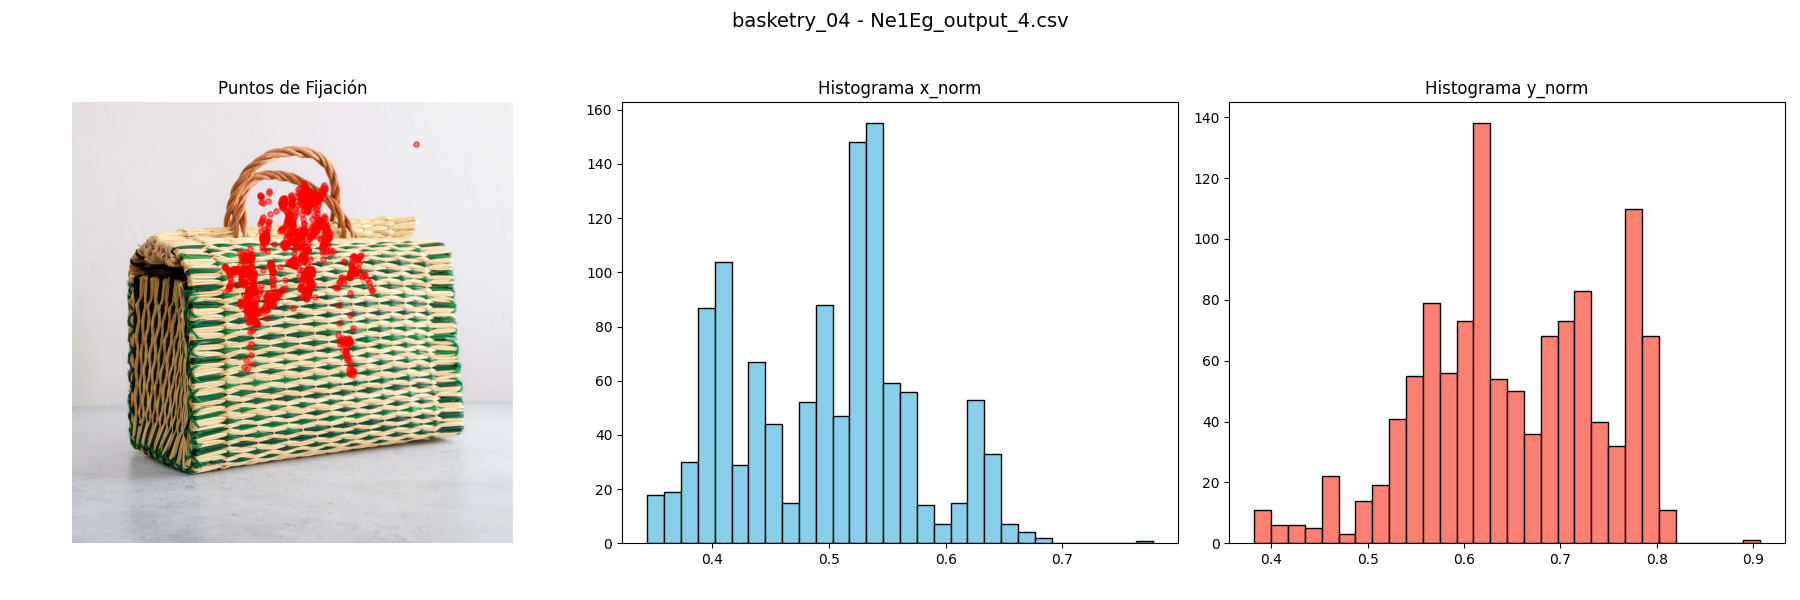 basketry_04 - Ne1Eg_output_4.csv
Puntos de Fijación
Histograma x_norm
160
140
120
100
80
60
40
20
0
0.4 0.5 0.6 0.7
Histograma y_norm
140
120
100
80
60
40
20
0
0.4 0.5 0.6 0.7 0.8 0.9